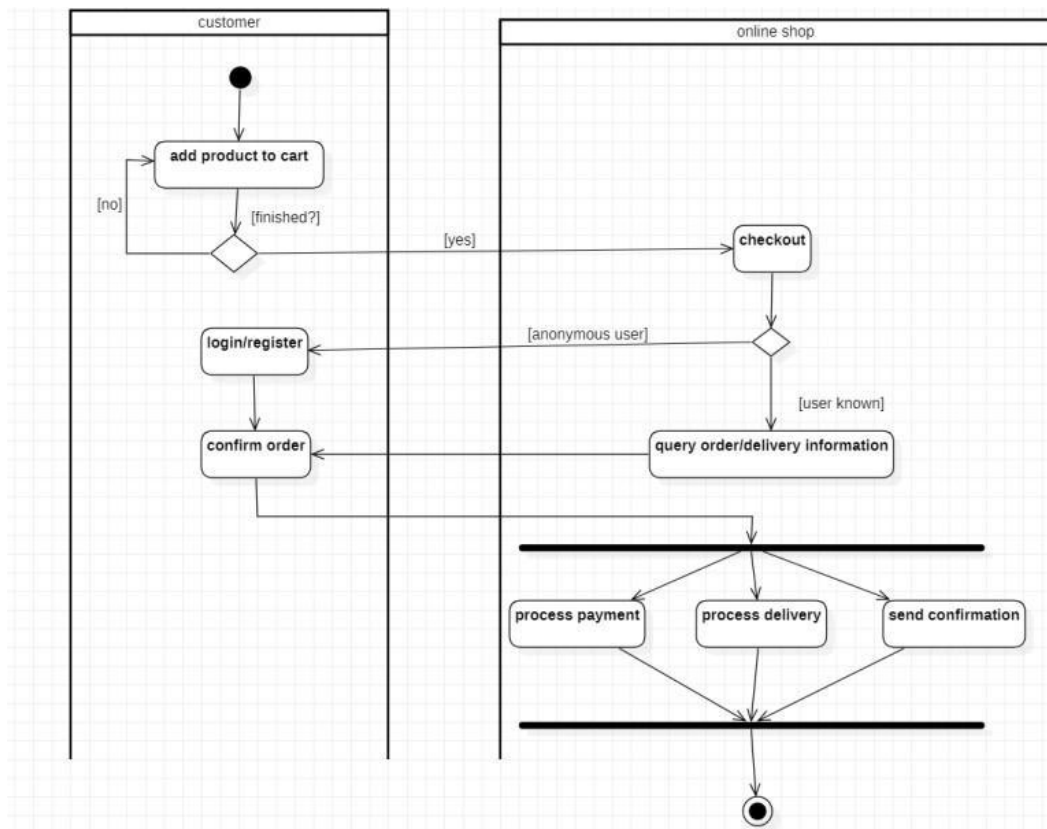 customer
online shop
add product to cart
[no]
[finished?]
[yes]
checkout
login/register
[anonymous user]
[user known]
confirm order
query order/delivery information
process payment
process delivery
send confirmation